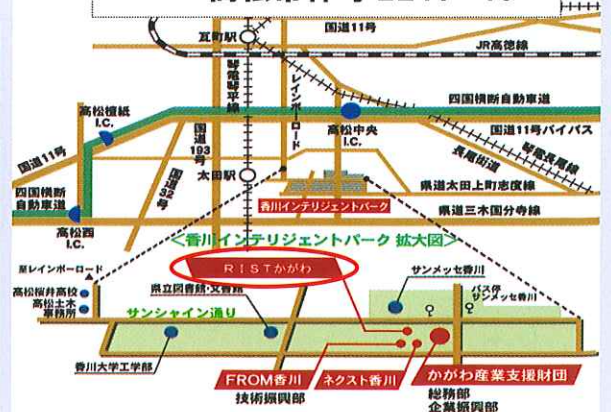 国道11号
瓦町駅
JR高徳線
琴電琴平線
レインボーロード
四国横断自動車道
高松檀紙
I.C.
高松中央
I.C.
国道11号バイパス
国道193号
長尾街道
琴電長尾線
国道11号
国道32号
太田駅
四国横断
自動車道
県道太田上町志度線
香川インテリジェントパーク
県道三木国分寺線
高松西
I.C.
<香川インテリジェントパーク 拡大図>
至レインボーロード
RISTかがわ
サンメッセ香川
高松桜井高校
高松土木
事務所
県立図書館・文書館
バス停
サンメッセ香川
サンシャイン通り
香川大学工学部
FROM香川
技術振興部
ネクスト香川
かがわ産業支援財団
総務部
企業振興部